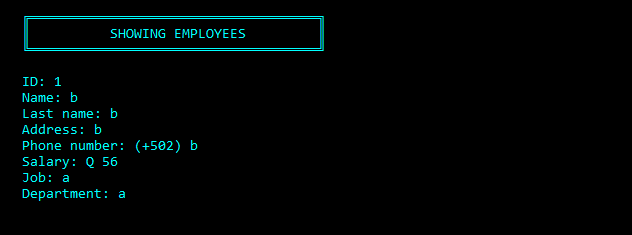 SHOWING EMPLOYEES
ID: 1
Name: b
Last name: b
Address: b
Phone number: (+502) b
Salary: Q 56
Job: a
Department: a